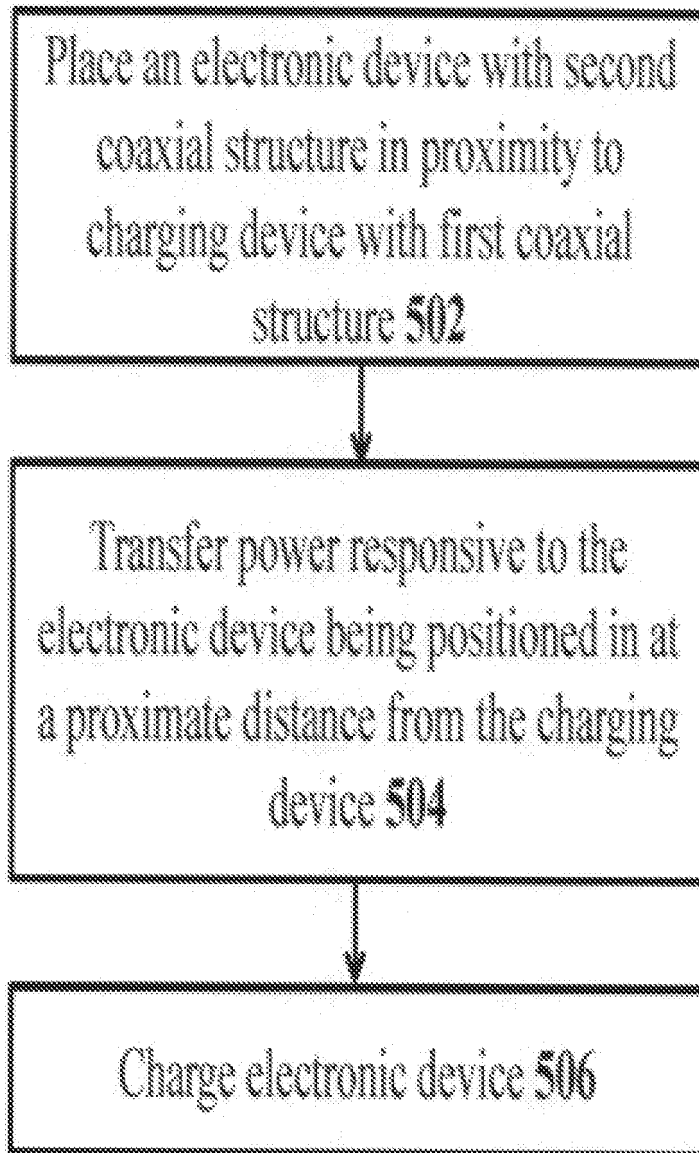 Place an electronic device with second
coaxial structure in proximity to
charging device with first coaxial
structure 502
Transfer power responsive to the
electronic device being positioned in at
a proximate distance from the charging
device 504
Charge electronic device 506